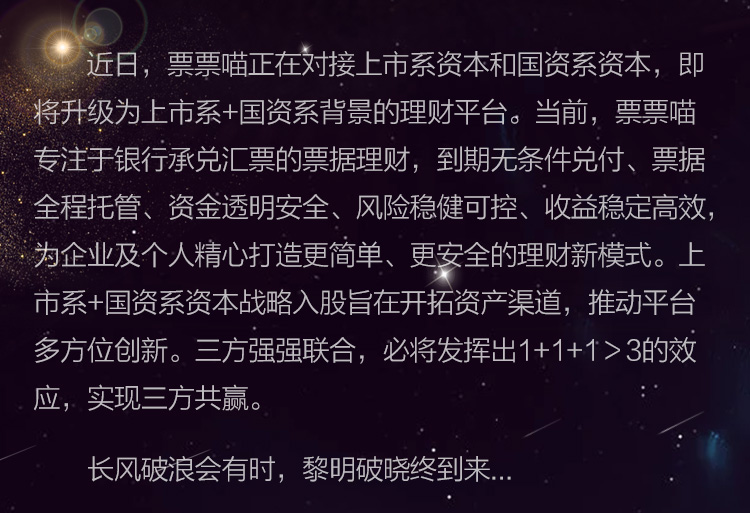 近日，票票喵正在对接上市系资本和国资系资本，即
将升级为上市系+国资系背景的理财平台。当前，票票喵
专注于银行承兑汇票的票据理财，到期无条件兑付、票据
全程托管、资金透明安全、风险稳健可控、收益稳定高效，
为企业及个人精心打造更简单、更安全的理财新模式。上
市系+国资系资本战略入股旨在开拓资产渠道，推动平台
多方位创新。三方强强联合，必将发挥出1+1+1＞3的效
应，实现三方共赢。
长风破浪会有时，黎明破晓终到来...